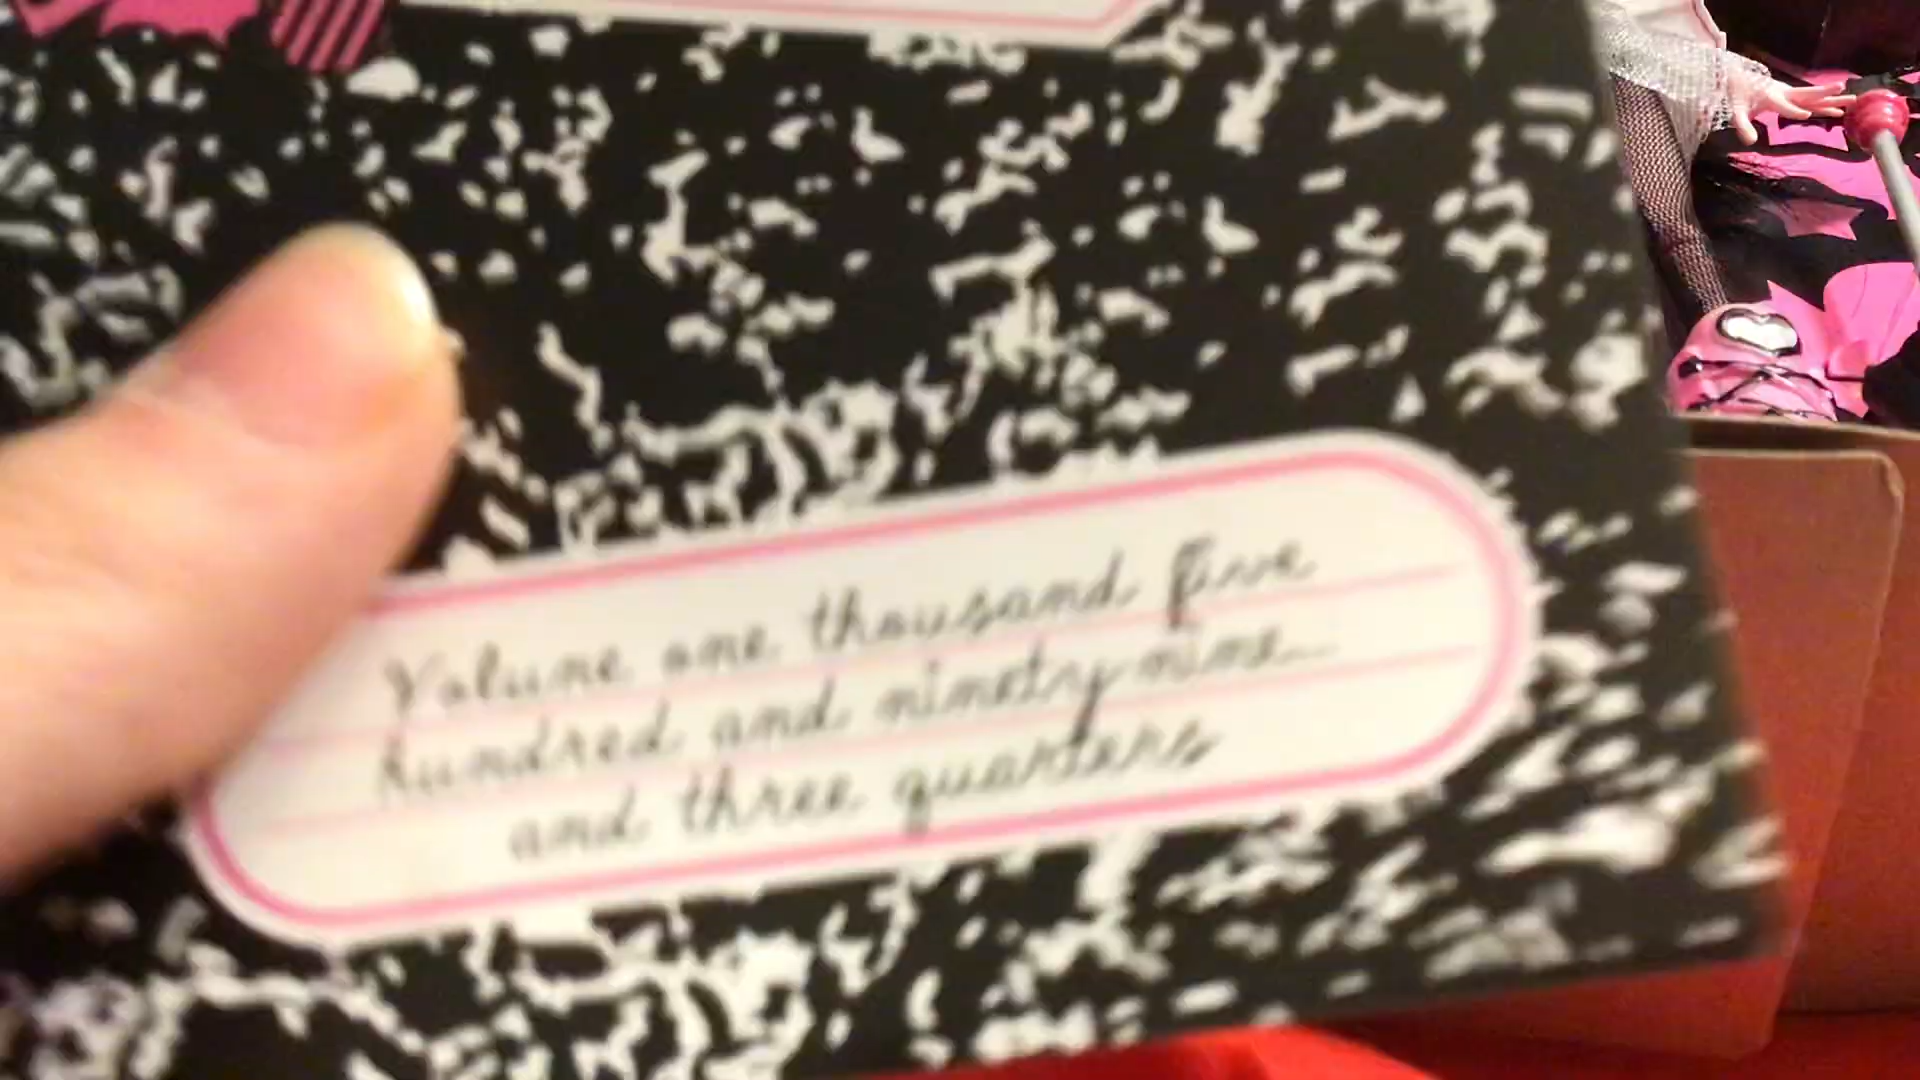 Volume one thousand five
hundred and ninety-nine
and three quarters